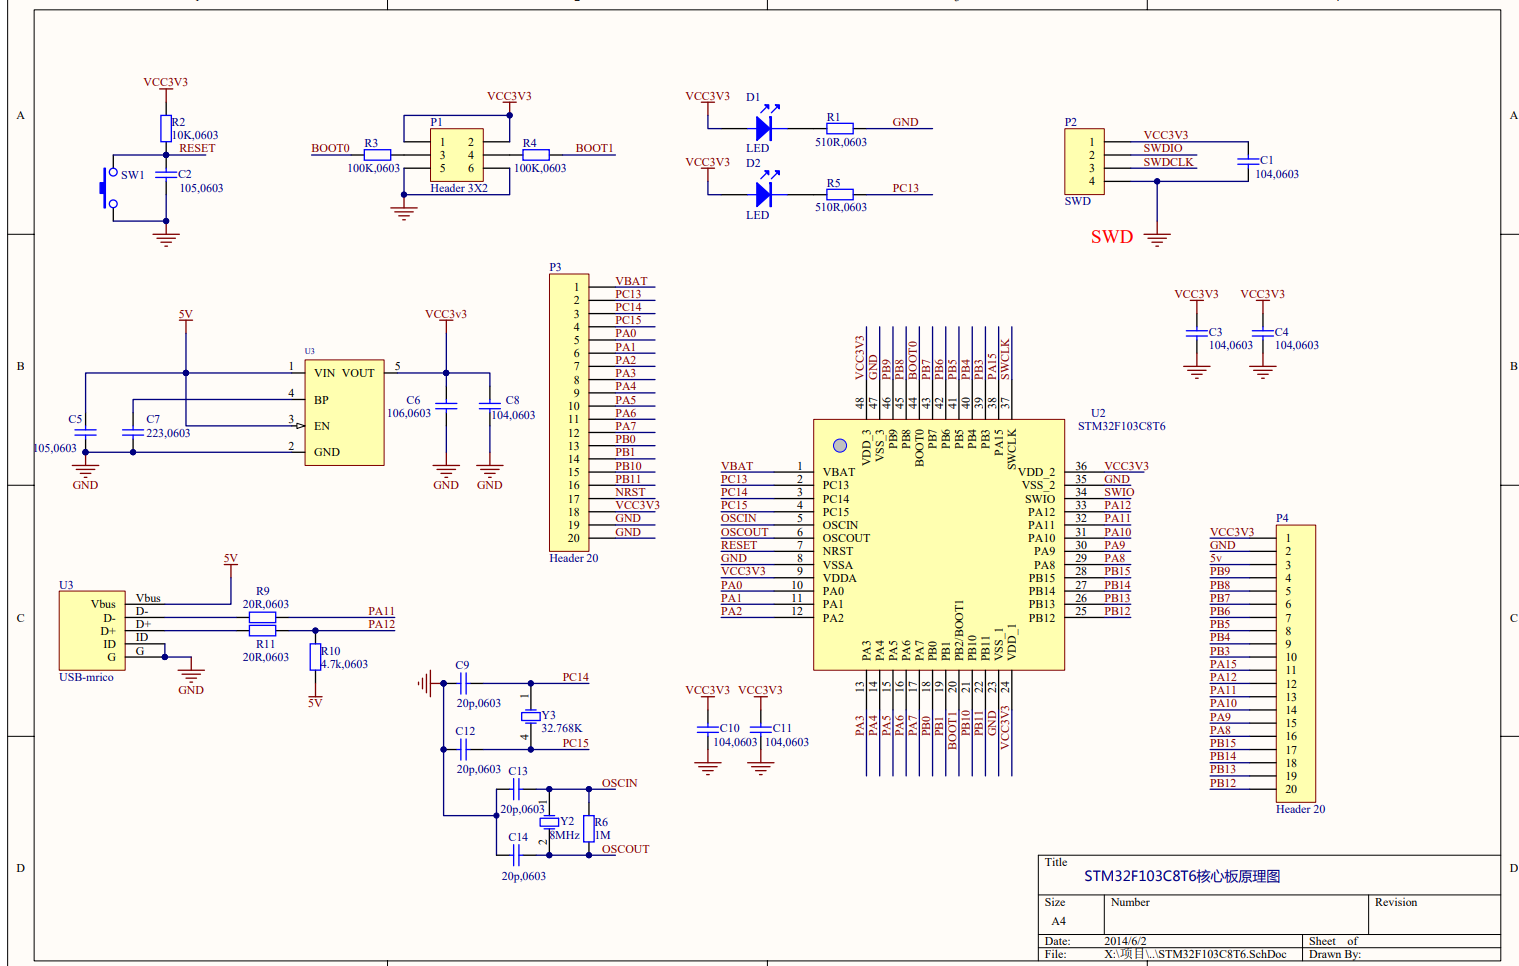 A
A
B
B
C
C
D
D
VCC3V3
R2
10K,0603
RESET
SW1
C2
105,0603
VCC3V3
P1
BOOT0
R3
100K,0603
1 2
3 4
5 6
R4
100K,0603
BOOT1
Header 3X2
VCC3V3
D1
LED
R1
510R,0603
GND
VCC3V3
D2
LED
R5
510R,0603
PC13
P2
1 VCC3V3
2 SWDIO
3 SWDCLK
4
SWD
C1
104,0603
SWD
5V
U3
1 VIN VOUT 5
4 BP
3 EN
2 GND
C5
105,0603
C7
223,0603
GND
VCC3v3
C6
106,0603
C8
104,0603
GND
GND
P3
1 VBAT
2 PC13
3 PC14
4 PC15
5 PA0
6 PA1
7 PA2
8 PA3
9 PA4
10 PA5
11 PA6
12 PA7
13 PB0
14 PB1
15 PB10
16 PB11
17 NRST
18 VCC3V3
19 GND
20 GND
Header 20
VCC3V3
C3
104,0603
VCC3V3
C4
104,0603
U2
STM32F103C8T6
VCC3V3 48 VDD_3
GND 47 VSS_3
PB9 46 PB9
PB8 45 PB8
BOOT0 44 BOOT0
PB7 43 PB7
PB6 42 PB6
PB5 41 PB5
PB4 40 PB4
PB3 39 PB3
PA15 38 PA15
SWCLK 37 SWCLK
VBAT 1 VBAT
PC13 2 PC13
PC14 3 PC14
PC15 4 PC15
OSCIN 5 OSCIN
OSCOUT 6 OSCOUT
RESET 7 NRST
GND 8 VSSA
VCC3V3 9 VDDA
PA0 10 PA0
PA1 11 PA1
PA2 12 PA2
VDD_2 36 VCC3V3
VSS_2 35 GND
SWIO 34 SWIO
PA12 33 PA12
PA11 32 PA11
PA10 31 PA10
PA9 30 PA9
PA8 29 PA8
PB15 28 PB15
PB14 27 PB14
PB13 26 PB13
PB12 25 PB12
PA3 13 PA3
PA4 14 PA4
PA5 15 PA5
PA6 16 PA6
PA7 17 PA7
PB0 18 PB0
PB1 19 PB1
PB2/BOOT1 20 BOOT1
PB10 21 PB10
PB11 22 PB11
VSS_1 23 GND
VDD_1 24 VCC3V3
P4
VCC3V3 1
GND 2
5v 3
PB9 4
PB8 5
PB7 6
PB6 7
PB5 8
PB4 9
PB3 10
PA15 11
PA12 12
PA11 13
PA10 14
PA9 15
PA8 16
PB15 17
PB14 18
PB13 19
PB12 20
Header 20
U3
Vbus Vbus
D- D-
D+ D+
ID ID
G G
USB-mrico
5V
R9
20R,0603
PA11
PA12
R11
20R,0603
R10
4.7k,0603
5V
GND
C9
20p,0603
PC14
1
Y3
32.768K
4
C12
20p,0603
PC15
C13
20p,0603
OSCIN
1
Y2
8MHz
2
R6
1M
C14
20p,0603
OSCOUT
VCC3V3
C10
104,0603
VCC3V3
C11
104,0603
Title
STM32F103C8T6核心板原理图
Size
A4
Number
Revision
Date: 2014/6/2 Sheet of
File: X:\项目\..\STM32F103C8T6.SchDoc Drawn By: